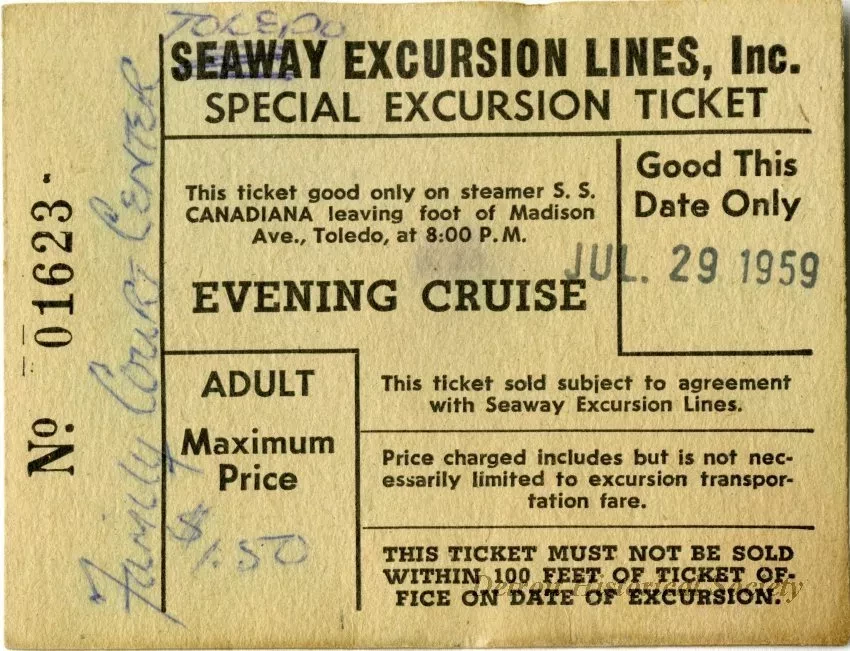 TOLEDO
SEAWAY EXCURSION LINES, Inc.
SPECIAL EXCURSION TICKET
Nº 01623
Family Court Center
This ticket good only on steamer S. S.
CANADIANA leaving foot of Madison
Ave., Toledo, at 8:00 P.M.
EVENING CRUISE
Good This
Date Only
JUL. 29 1959
ADULT
Maximum
Price
$1.50
This ticket sold subject to agreement
with Seaway Excursion Lines.
Price charged includes but is not nec-
essarily limited to excursion transpor-
tation fare.
THIS TICKET MUST NOT BE SOLD
WITHIN 100 FEET OF TICKET OF-
FICE ON DATE OF EXCURSION.
Detroit Historical Society